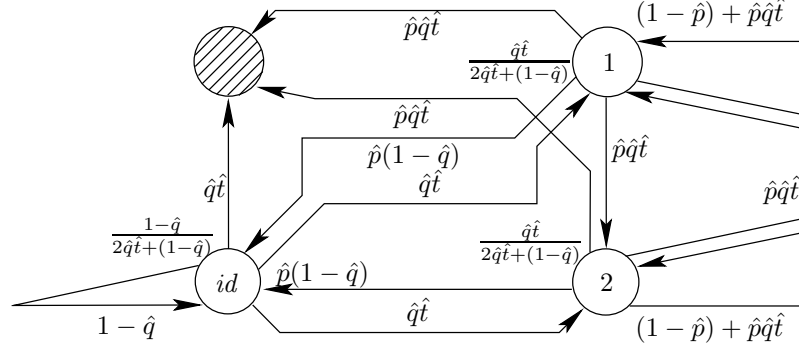 p̂q̂t̂
(1−p̂) + p̂q̂t̂
q̂t̂ / 2q̂t̂+(1−q̂)
1
p̂q̂t̂
p̂(1−q̂)
p̂q̂t̂
q̂t̂
q̂t̂
p̂q̂t̂
1−q̂ / 2q̂t̂+(1−q̂)
q̂t̂ / 2q̂t̂+(1−q̂)
id
p̂(1−q̂)
2
q̂t̂
1 − q̂
(1−p̂) + p̂q̂t̂